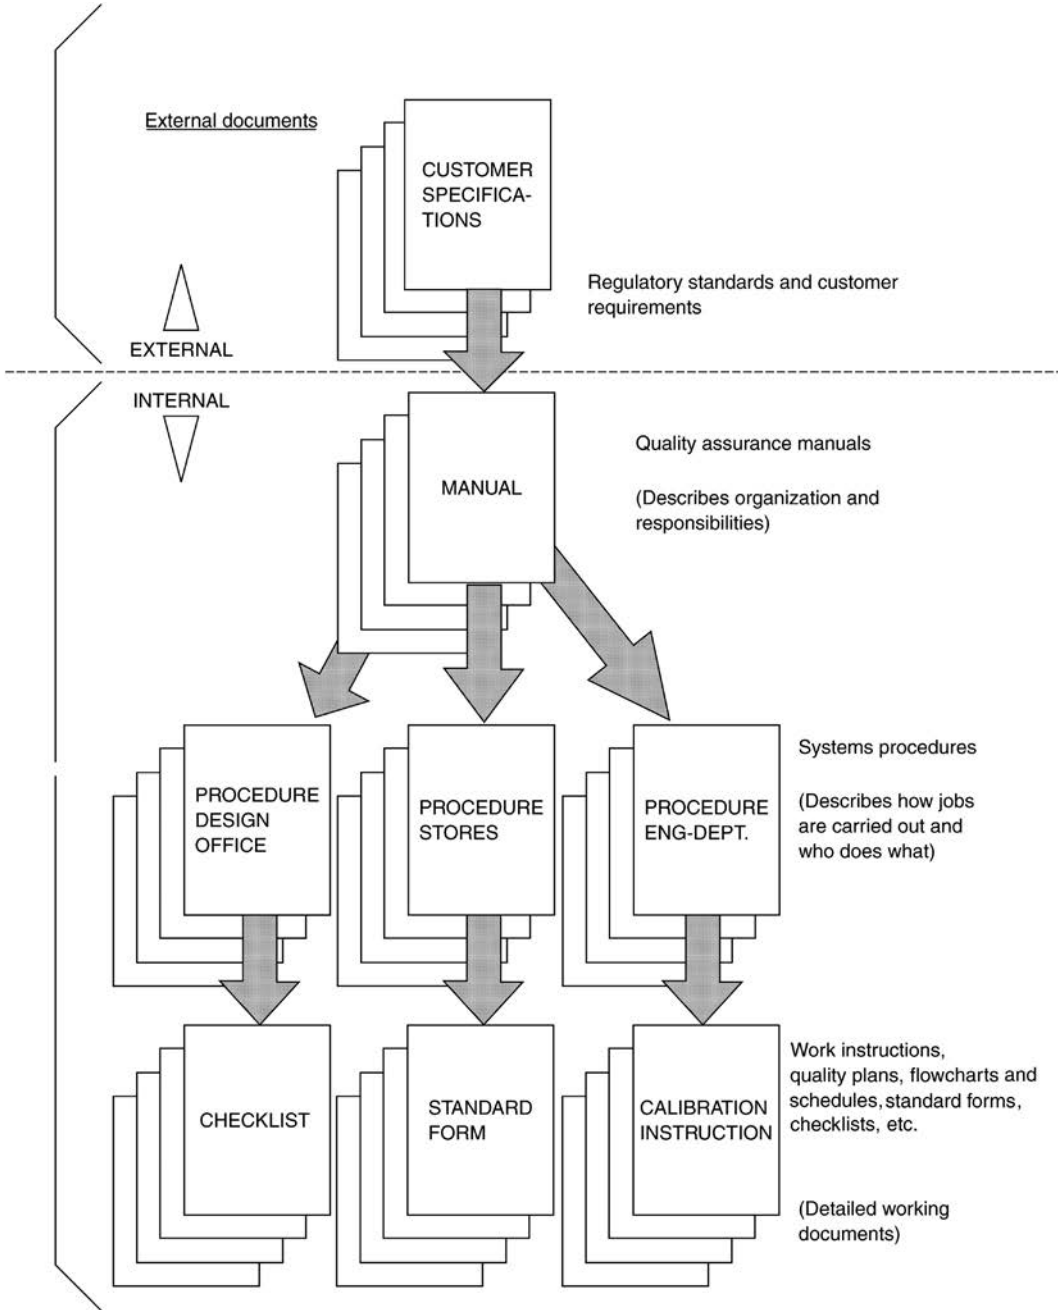 External documents
CUSTOMER
SPECIFICA-
TIONS
Regulatory standards and customer
requirements
EXTERNAL
INTERNAL
Quality assurance manuals
(Describes organization and
responsibilities)
MANUAL
PROCEDURE
DESIGN
OFFICE
PROCEDURE
STORES
PROCEDURE
ENG-DEPT.
Systems procedures
(Describes how jobs
are carried out and
who does what)
CHECKLIST
STANDARD
FORM
CALIBRATION
INSTRUCTION
Work instructions,
quality plans, flowcharts and
schedules, standard forms,
checklists, etc.
(Detailed working
documents)